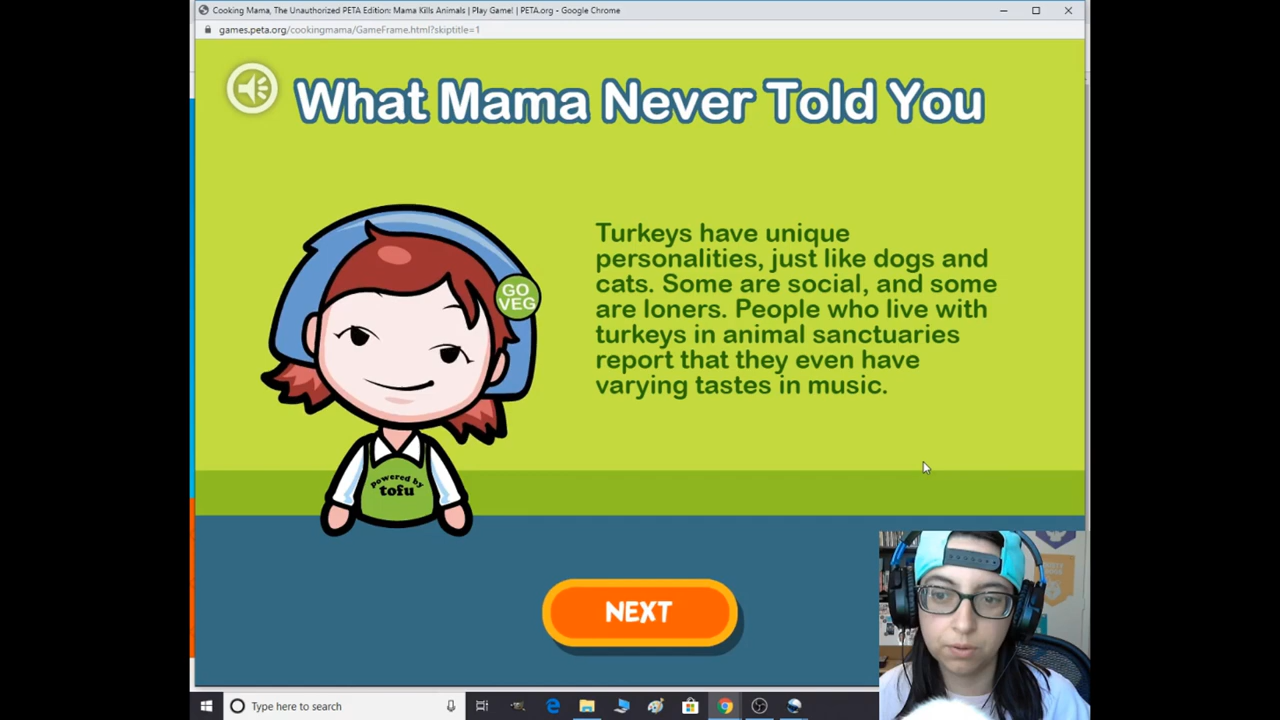 Cooking Mama, The Unauthorized PETA Edition: Mama Kills Animals | Play Game! | PETA.org - Google Chrome
games.peta.org/cookingmama/GameFrame.html?skiptitle=1
What Mama Never Told You
Turkeys have unique
personalities, just like dogs and
cats. Some are social, and some
are loners. People who live with
turkeys in animal sanctuaries
report that they even have
varying tastes in music.
GO
VEG
powered by
tofu
NEXT
Type here to search